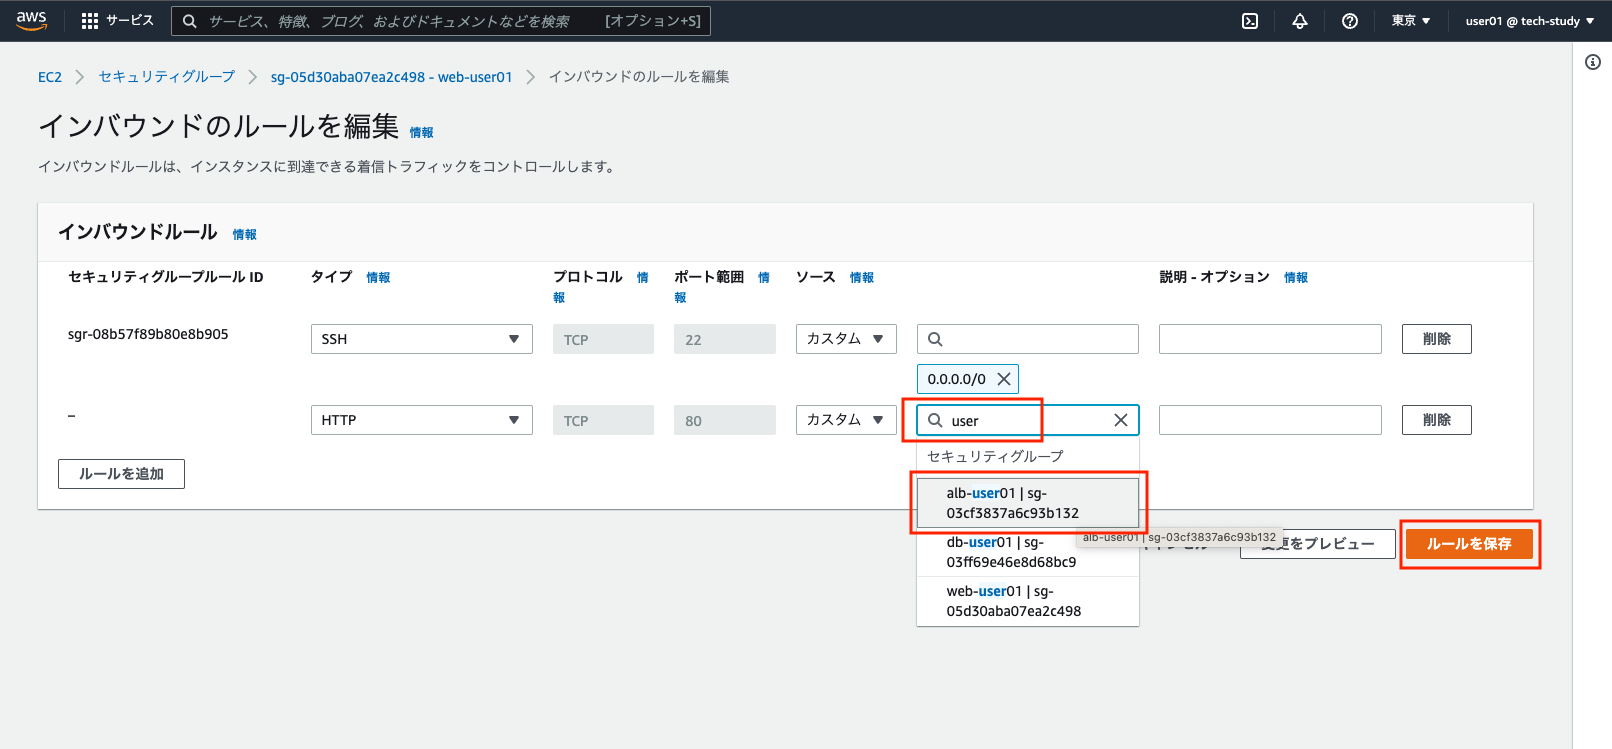 aws
サービス
サービス、特徴、ブログ、およびドキュメントなどを検索 [オプション+S]
東京 ▼
user01 @ tech-study ▼
EC2 > セキュリティグループ > sg-05d30aba07ea2c498 - web-user01 > インバウンドのルールを編集
インバウンドのルールを編集 情報
インバウンドルールは、インスタンスに到達できる着信トラフィックをコントロールします。
インバウンドルール 情報
セキュリティグループルール ID タイプ 情報 プロトコル 情報 ポート範囲 情報 ソース 情報 説明 - オプション 情報
sgr-08b57f89b80e8b905 SSH TCP 22 カスタム 削除
0.0.0.0/0
– HTTP TCP 80 カスタム user 削除
セキュリティグループ
ルールを追加
alb-user01 | sg-
03cf3837a6c93b132
db-user01 | sg-
03ff69e46e8d68bc9
web-user01 | sg-
05d30aba07ea2c498
alb-user01 | sg-03cf3837a6c93b132
をプレビュー
ルールを保存